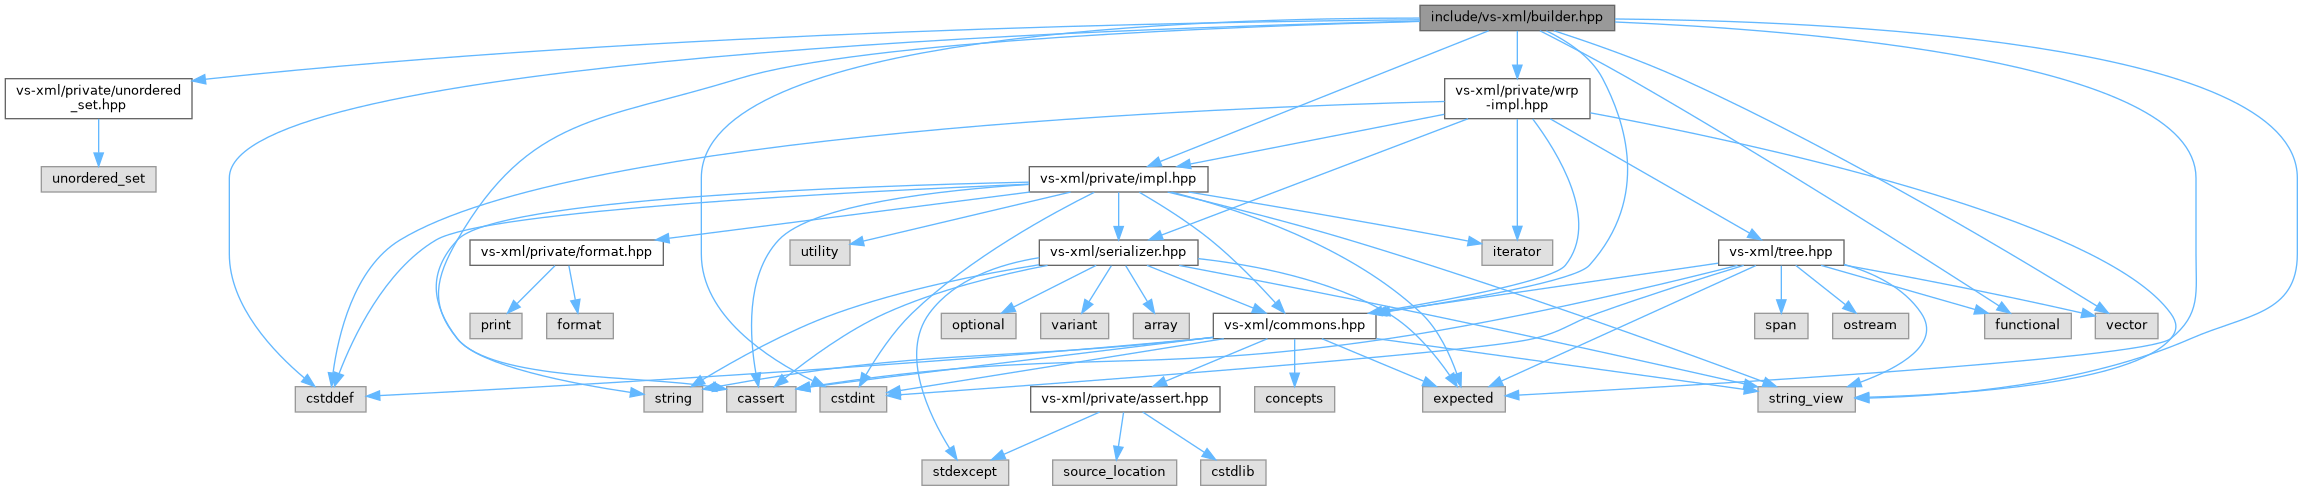 include/vs-xml/builder.hpp
vs-xml/private/unordered
_set.hpp
vs-xml/private/wrp
-impl.hpp
unordered_set
vs-xml/private/impl.hpp
vs-xml/private/format.hpp
utility
vs-xml/serializer.hpp
iterator
vs-xml/tree.hpp
print
format
optional
variant
array
vs-xml/commons.hpp
span
ostream
functional
vector
cstddef
string
cassert
cstdint
vs-xml/private/assert.hpp
concepts
expected
string_view
stdexcept
source_location
cstdlib